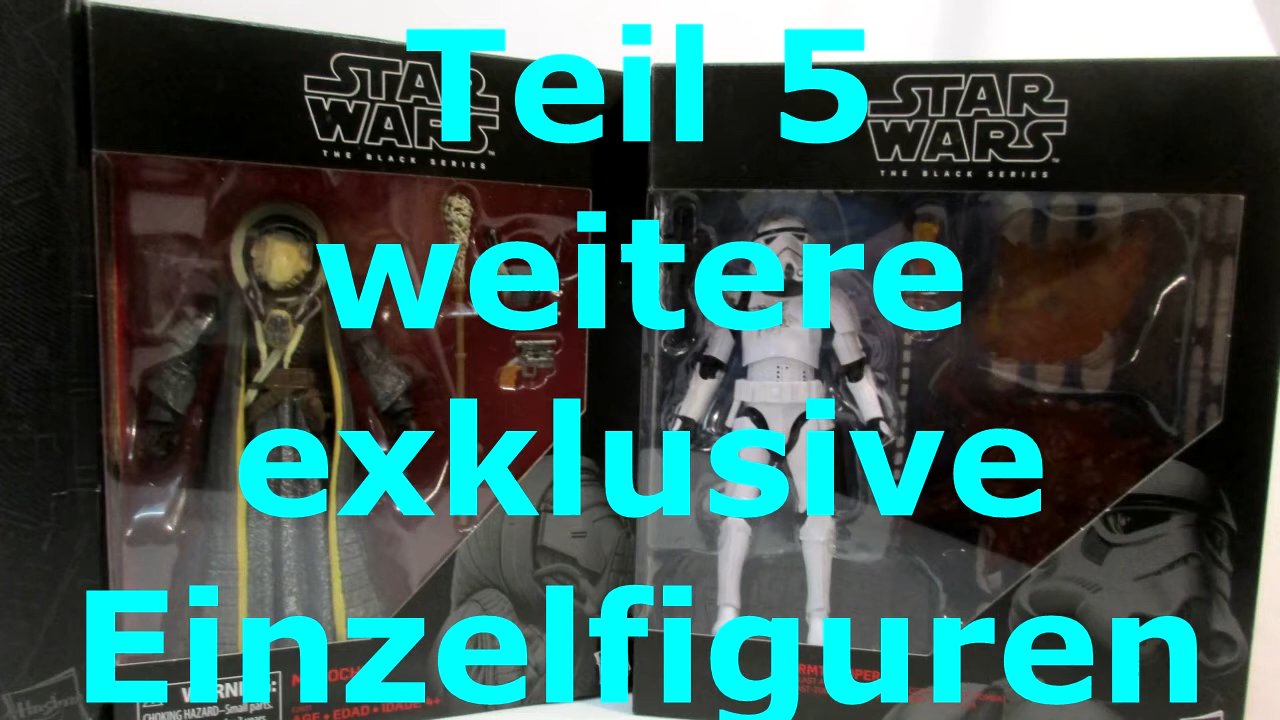 Teil 5
weitere
exklusive
Einzelfiguren
STAR
WARS
THE BLACK SERIES
STAR
WARS
THE BLACK SERIES
Hasbro
WARNING:
CHOKING HAZARD–Small parts.
AGE • EDAD • IDADE 4+